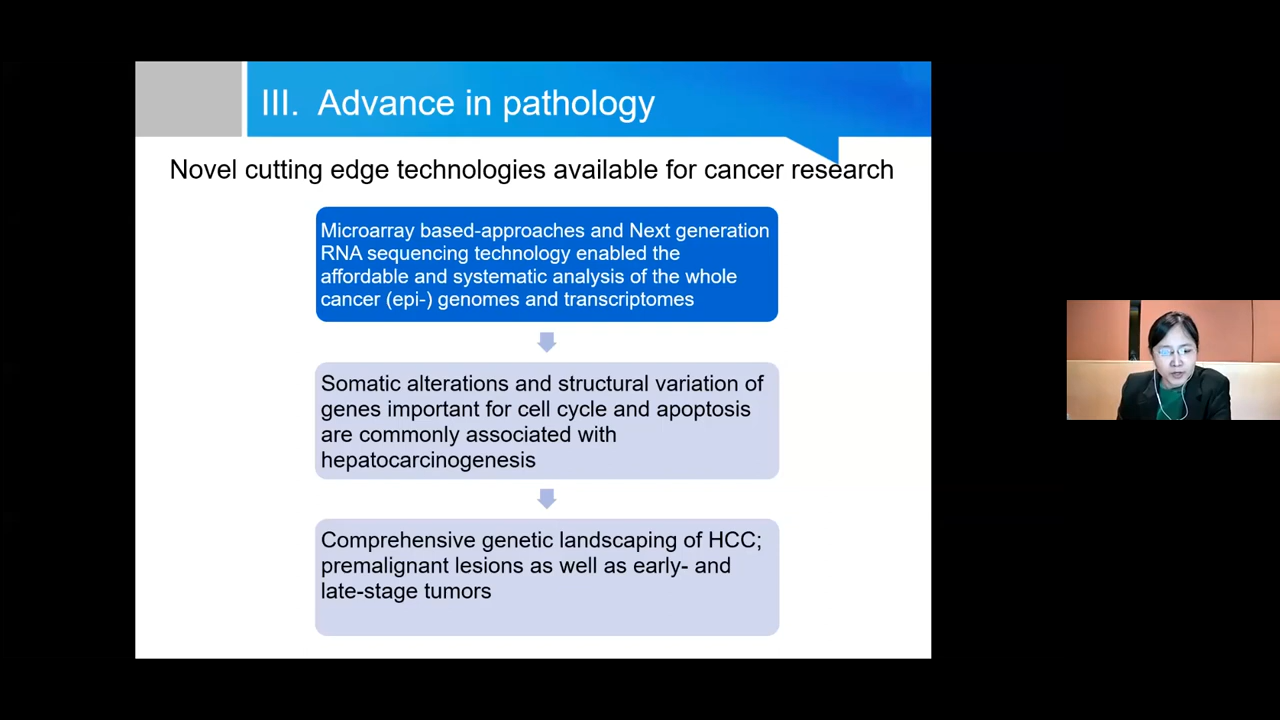 III. Advance in pathology
Novel cutting edge technologies available for cancer research
Microarray based-approaches and Next generation
RNA sequencing technology enabled the
affordable and systematic analysis of the whole
cancer (epi-) genomes and transcriptomes
Somatic alterations and structural variation of
genes important for cell cycle and apoptosis
are commonly associated with
hepatocarcinogenesis
Comprehensive genetic landscaping of HCC;
premalignant lesions as well as early- and
late-stage tumors